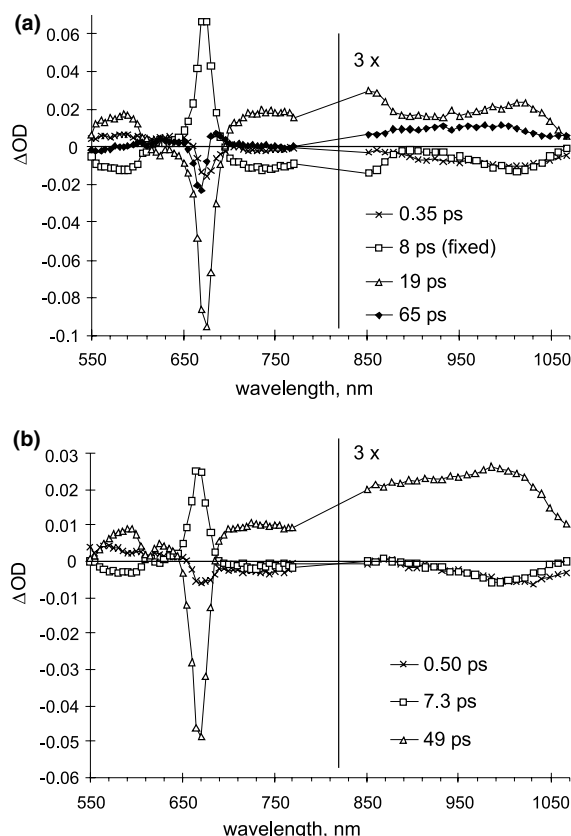 (a)
0.06
3 x
0.04
0.02
ΔOD
0
-0.02
0.35 ps
-0.04
8 ps (fixed)
-0.06
19 ps
-0.08
65 ps
-0.1
550 650 750 850 950 1050
wavelength, nm
(b)
0.03
3 x
0.02
0.01
ΔOD
0
-0.01
-0.02
0.50 ps
-0.03
7.3 ps
-0.04
49 ps
-0.05
-0.06
550 650 750 850 950 1050
wavelength, nm